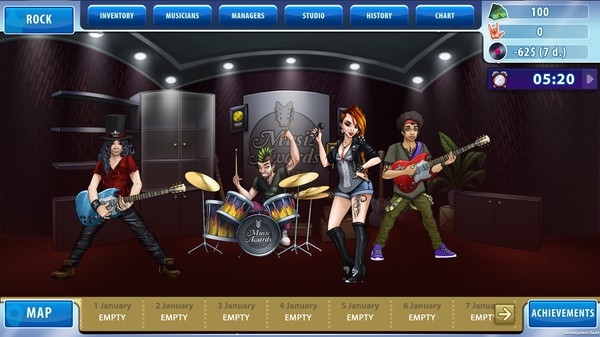 ROCK
INVENTORY
MUSICIANS
MANAGERS
STUDIO
HISTORY
CHART
100
0
-62$ (7 d.)
05:20
Music
Awards
Music
Awards
MAP
1 January
EMPTY
2 January
EMPTY
3 January
EMPTY
4 January
EMPTY
5 January
EMPTY
6 January
EMPTY
7 January
EMPTY
ACHIEVEMENTS
Development Build